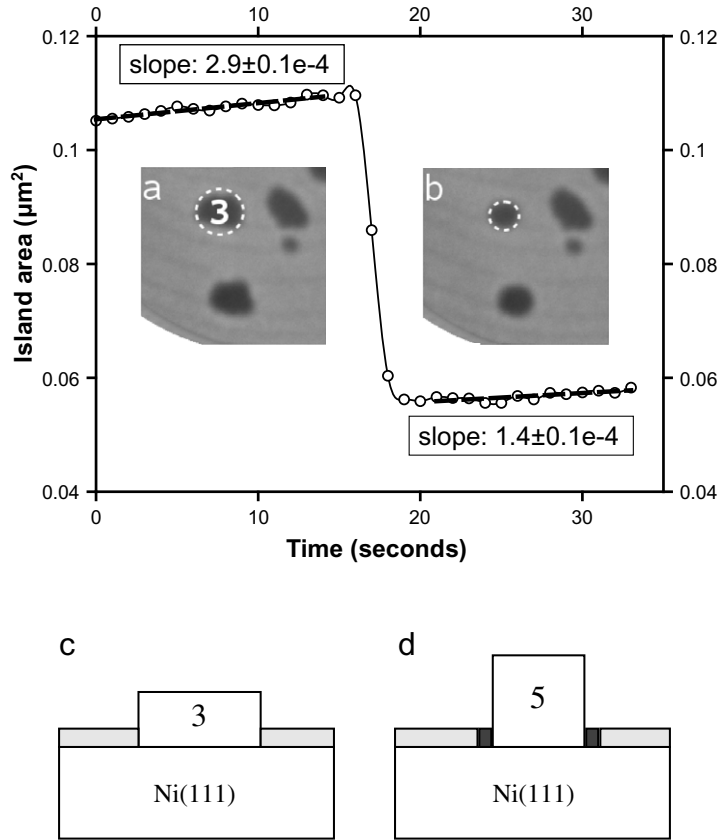 0 10 20 30
0.12 0.12
slope: 2.9±0.1e-4
0.1 0.1
a 3 b
Island area (μm²)
0.08 0.08
0.06 0.06
slope: 1.4±0.1e-4
0.04 0.04
0 10 20 30
Time (seconds)
c d
3 5
Ni(111) Ni(111)